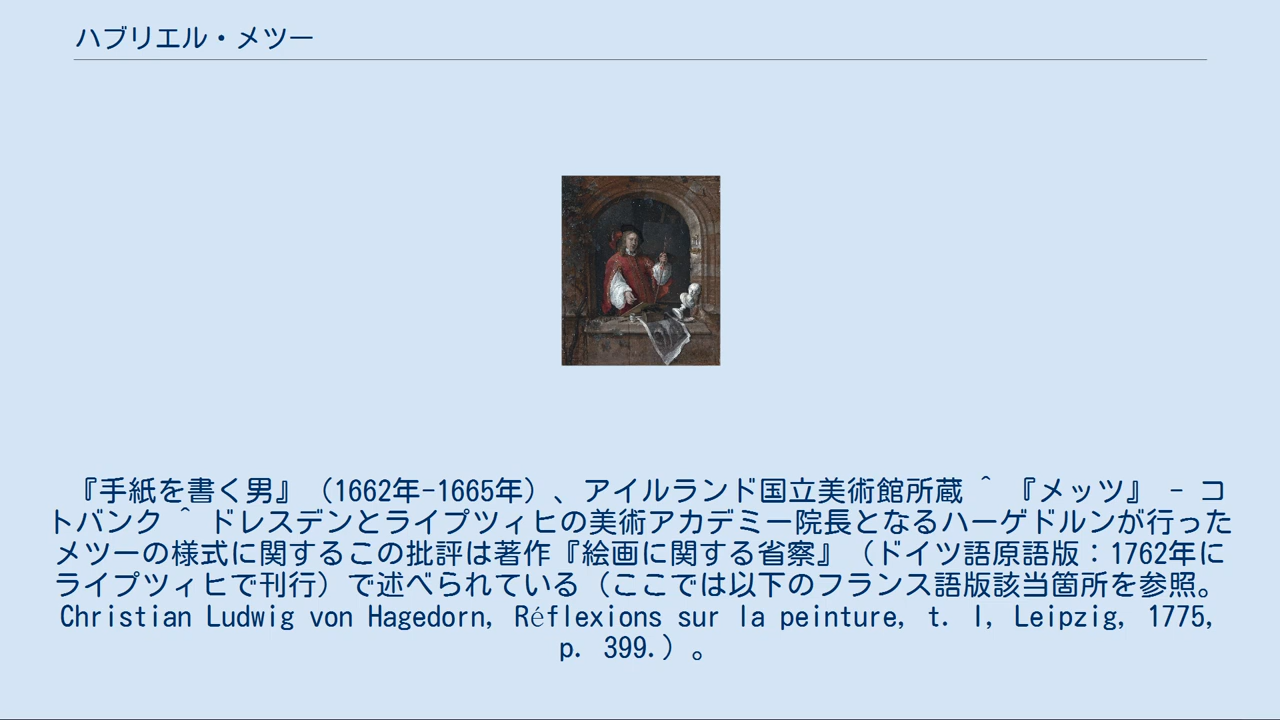 ハブリエル・メツー
『手紙を書く男』（1662年-1665年）、アイルランド国立美術館所蔵 ^ 『メッツ』 - コ
トバンク ^ ドレスデンとライプツィヒの美術アカデミー院長となるハーゲドルンが行った
メツーの様式に関するこの批評は著作『絵画に関する省察』（ドイツ語原語版：1762年に
ライプツィヒで刊行）で述べられている（ここでは以下のフランス語版該当箇所を参照。
Christian Ludwig von Hagedorn, Réflexions sur la peinture, t. I, Leipzig, 1775,
p. 399.）。